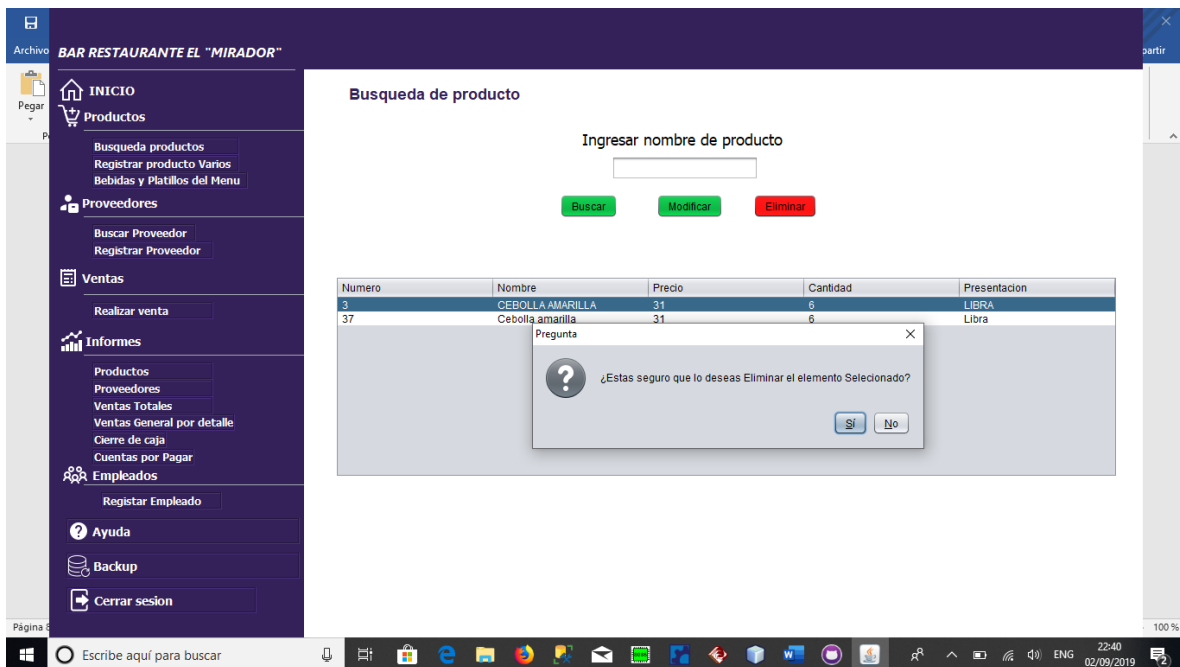 Archivo
BAR RESTAURANTE EL "MIRADOR"
partir
Pegar
INICIO
Productos
Busqueda productos
Registrar producto Varios
Bebidas y Platillos del Menu
Proveedores
Buscar Proveedor
Registrar Proveedor
Ventas
Realizar venta
Informes
Productos
Proveedores
Ventas Totales
Ventas General por detalle
Cierre de caja
Cuentas por Pagar
Empleados
Registar Empleado
Ayuda
Backup
Cerrar sesion
Busqueda de producto
Ingresar nombre de producto
Buscar Modificar Eliminar
Numero Nombre Precio Cantidad Presentacion
3 CEBOLLA AMARILLA 31 6 LIBRA
37 Cebolla amarilla 31 6 Libra
Pregunta
¿Estas seguro que lo deseas Eliminar el elemento Selecionado?
Sí No
Página 100 %
Escribe aquí para buscar
ENG
22:40
02/09/2019
2